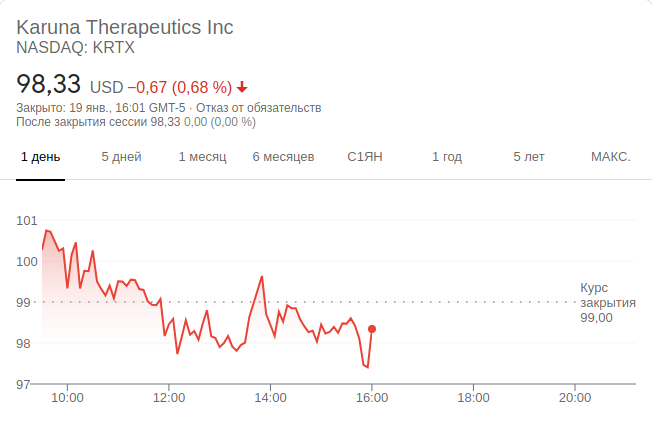 Karuna Therapeutics Inc
NASDAQ: KRTX
98,33 USD −0,67 (0,68 %)
Закрыто: 19 янв., 16:01 GMT-5 · Отказ от обязательств
После закрытия сессии 98,33 0,00 (0,00 %)
1 день 5 дней 1 месяц 6 месяцев С1ЯН 1 год 5 лет МАКС.
101
100
99
98
97
Курс
закрытия
99,00
10:00 12:00 14:00 16:00 18:00 20:00